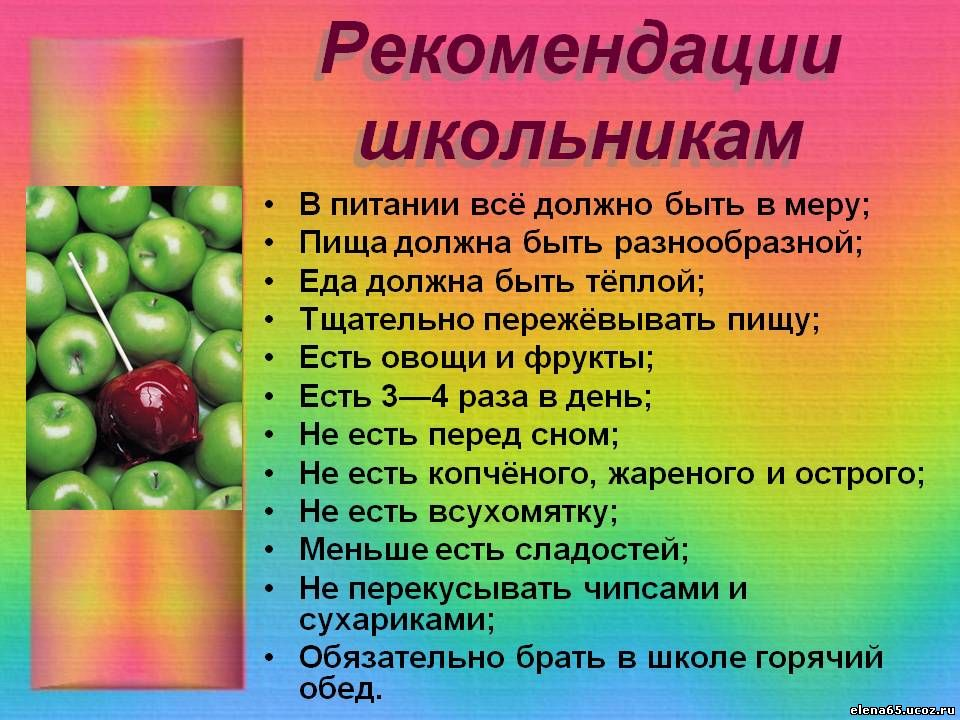 Рекомендации
школьникам
• В питании всё должно быть в меру;
• Пища должна быть разнообразной;
• Еда должна быть тёплой;
• Тщательно пережёвывать пищу;
• Есть овощи и фрукты;
• Есть 3—4 раза в день;
• Не есть перед сном;
• Не есть копчёного, жареного и острого;
• Не есть всухомятку;
• Меньше есть сладостей;
• Не перекусывать чипсами и
сухариками;
• Обязательно брать в школе горячий
обед.
elena65.ucoz.ru